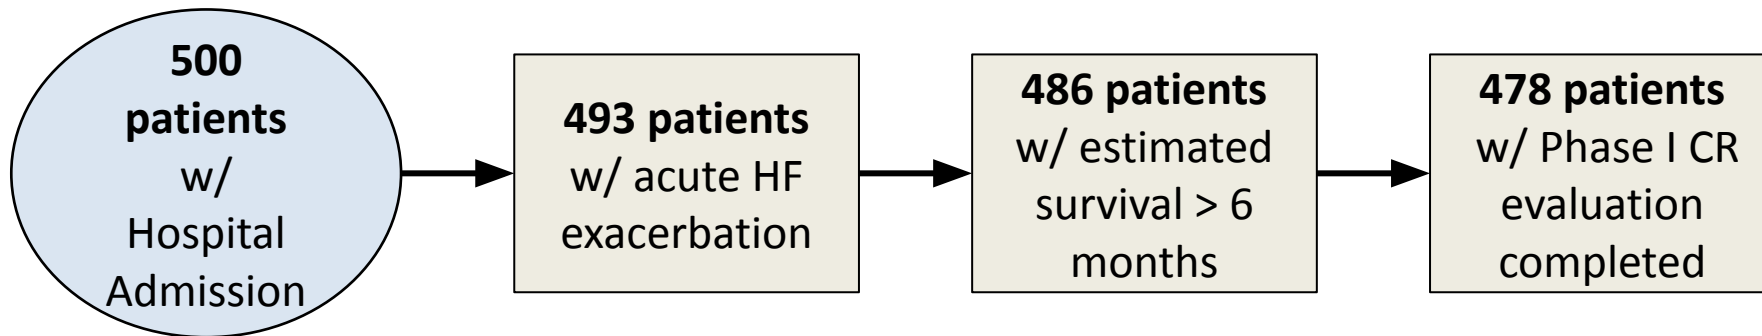 500
patients
w/
Hospital
Admission
493 patients
w/ acute HF
exacerbation
486 patients
w/ estimated
survival > 6
months
478 patients
w/ Phase I CR
evaluation
completed